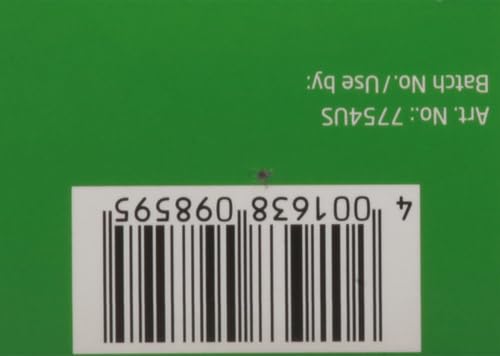 4 001638 098595
Art. No.: 7754US
Batch No./Use by: